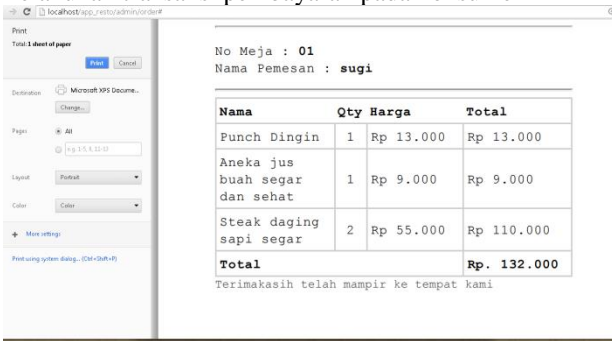 localhost/app_resto/admin/order#
Print
Total: 1 sheet of paper
Print Cancel
Destination Microsoft XPS Docume...
Change...
Pages All
e.g. 1-5, 8, 11-13
Layout Portrait
Color Color
+ More settings
Print using system dialog... (Ctrl+Shift+P)
No Meja : 01
Nama Pemesan : sugi
Nama Qty Harga Total
Punch Dingin 1 Rp 13.000 Rp 13.000
Aneka jus
buah segar 1 Rp 9.000 Rp 9.000
dan sehat
Steak daging
sapi segar 2 Rp 55.000 Rp 110.000
Total Rp. 132.000
Terimakasih telah mampir ke tempat kami